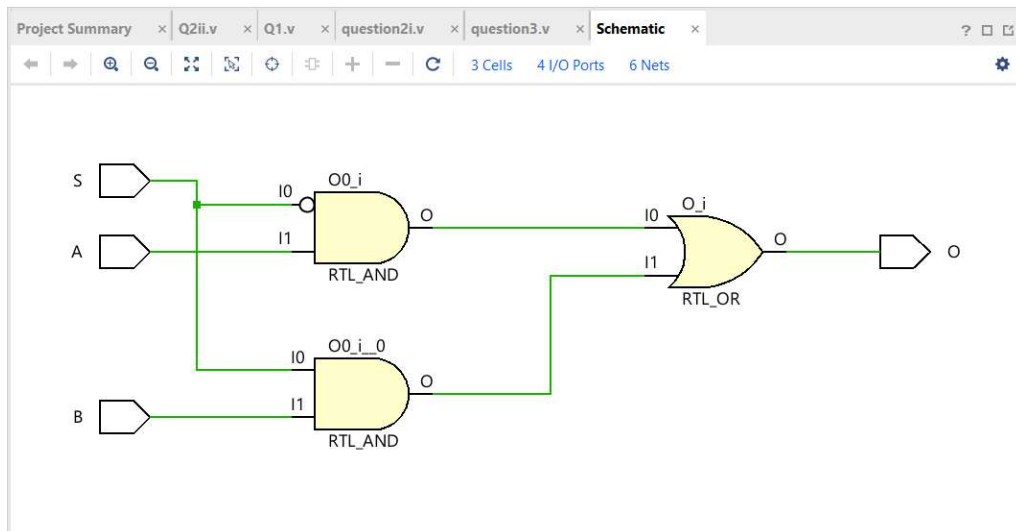 Project Summary × Q2ii.v × Q1.v × question2i.v × question3.v × Schematic × ?
3 Cells 4 I/O Ports 6 Nets
S I0 O0_i O I0 O_i
A I1 I1 O O
RTL_AND RTL_OR
O0_i__0
I0 O
B I1
RTL_AND